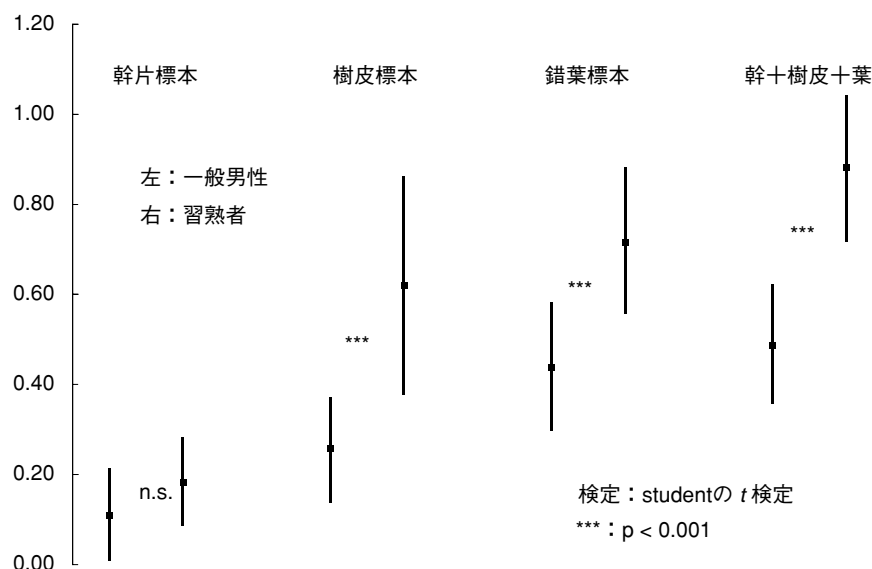 1.20
幹片標本 樹皮標本 錯葉標本 幹十樹皮十葉
1.00
左：一般男性
0.80
右：習熟者
***
0.60
***
***
0.40
0.20
n.s.
検定：studentの t 検定
***：p < 0.001
0.00